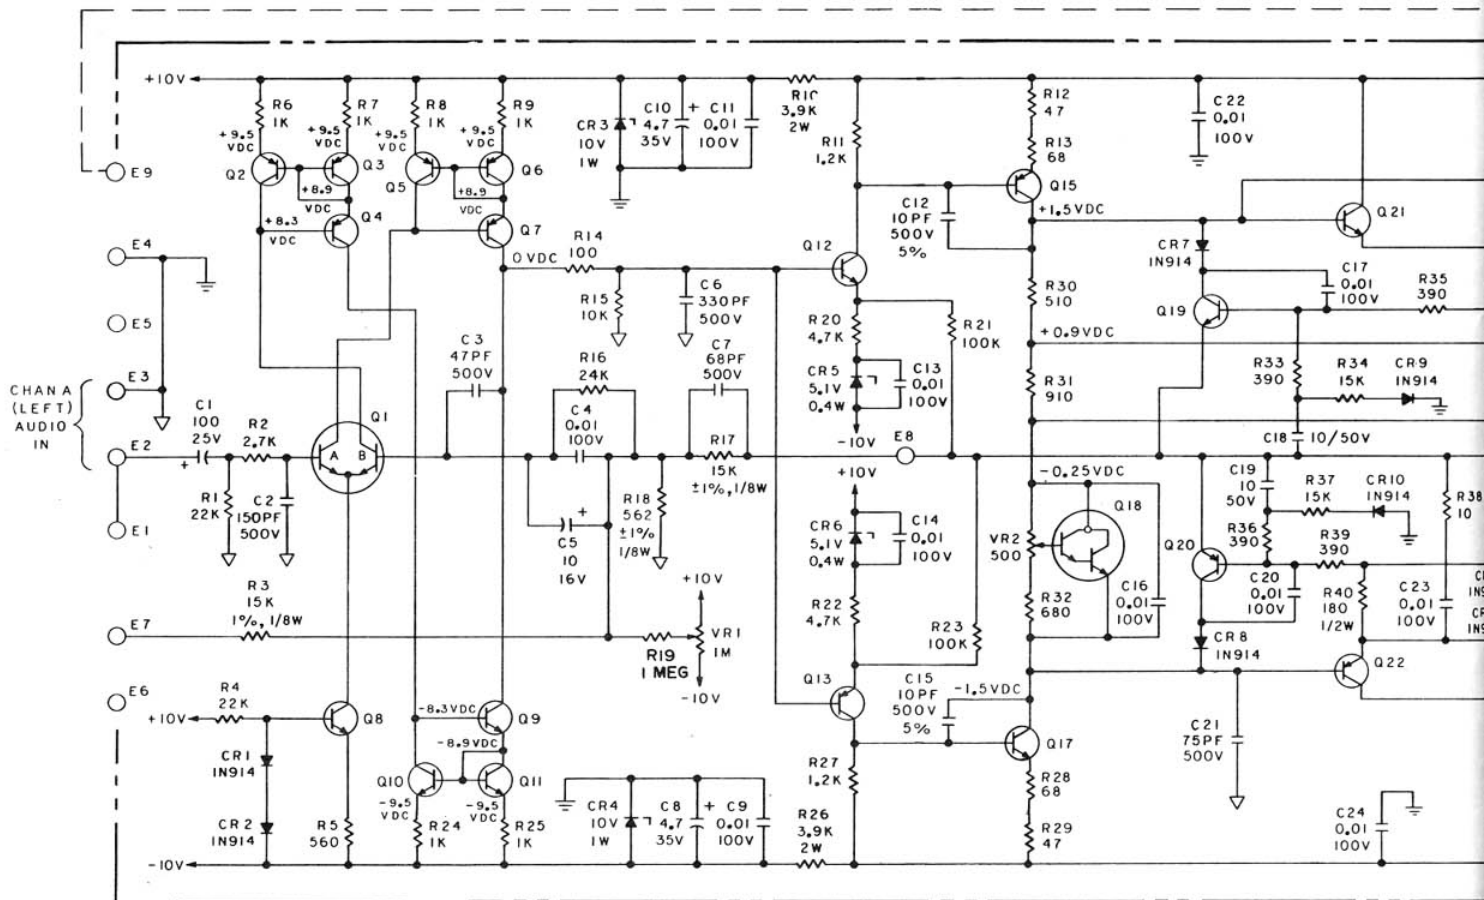 +10V
R6
1K
R7
1K
R8
1K
R9
1K
+9.5
VDC
+9.5
VDC
+9.5
VDC
+9.5
VDC
Q2
Q3
Q5
Q6
+8.9
VDC
+8.9
VDC
+8.3
VDC
Q4
Q7
CR3
10V
1W
C10
4.7
35V
+
C11
0.01
100V
R10
3.9K
2W
R11
1.2K
R12
47
R13
68
Q15
C22
0.01
100V
E9
E4
E5
E3
E2
E1
E7
E6
CHAN A
(LEFT)
AUDIO
IN
C12
10PF
500V
5%
+1.5VDC
Q21
CR7
1N914
C17
0.01
100V
R35
390
Q19
0VDC
R14
100
R15
10K
C6
330PF
500V
Q12
R20
4.7K
R21
100K
R30
510
+0.9VDC
C3
47PF
500V
R16
24K
C4
0.01
100V
C7
68PF
500V
CR5
5.1V
0.4W
C13
0.01
100V
-10V
R31
910
R33
390
R34
15K
CR9
1N914
C1
100
25V
+
R2
2.7K
Q1
A
B
R17
15K
±1%, 1/8W
E8
C18
10/50V
R1
22K
C2
150PF
500V
R18
562
±1%
1/8W
+
C5
10
16V
+10V
CR6
5.1V
0.4W
C14
0.01
100V
-0.25VDC
VR2
500
Q18
C16
0.01
100V
C19
10
50V
R37
15K
CR10
1N914
R38
10
R36
390
R39
390
Q20
C20
0.01
100V
R40
180
1/2W
C23
0.01
100V
R3
15K
1%, 1/8W
R19
1 MEG
+10V
VR1
1M
-10V
R22
4.7K
R23
100K
R32
680
CR8
1N914
Q22
Q13
C15
10PF
500V
5%
-1.5VDC
C21
75PF
500V
+10V
R4
22K
Q8
-8.3VDC
Q9
-8.9VDC
CR1
1N914
CR2
1N914
Q10
Q11
-9.5
VDC
-9.5
VDC
R5
560
R24
1K
R25
1K
CR4
10V
1W
C8
4.7
35V
+
C9
0.01
100V
R26
3.9K
2W
R27
1.2K
Q17
R28
68
R29
47
C24
0.01
100V
-10V